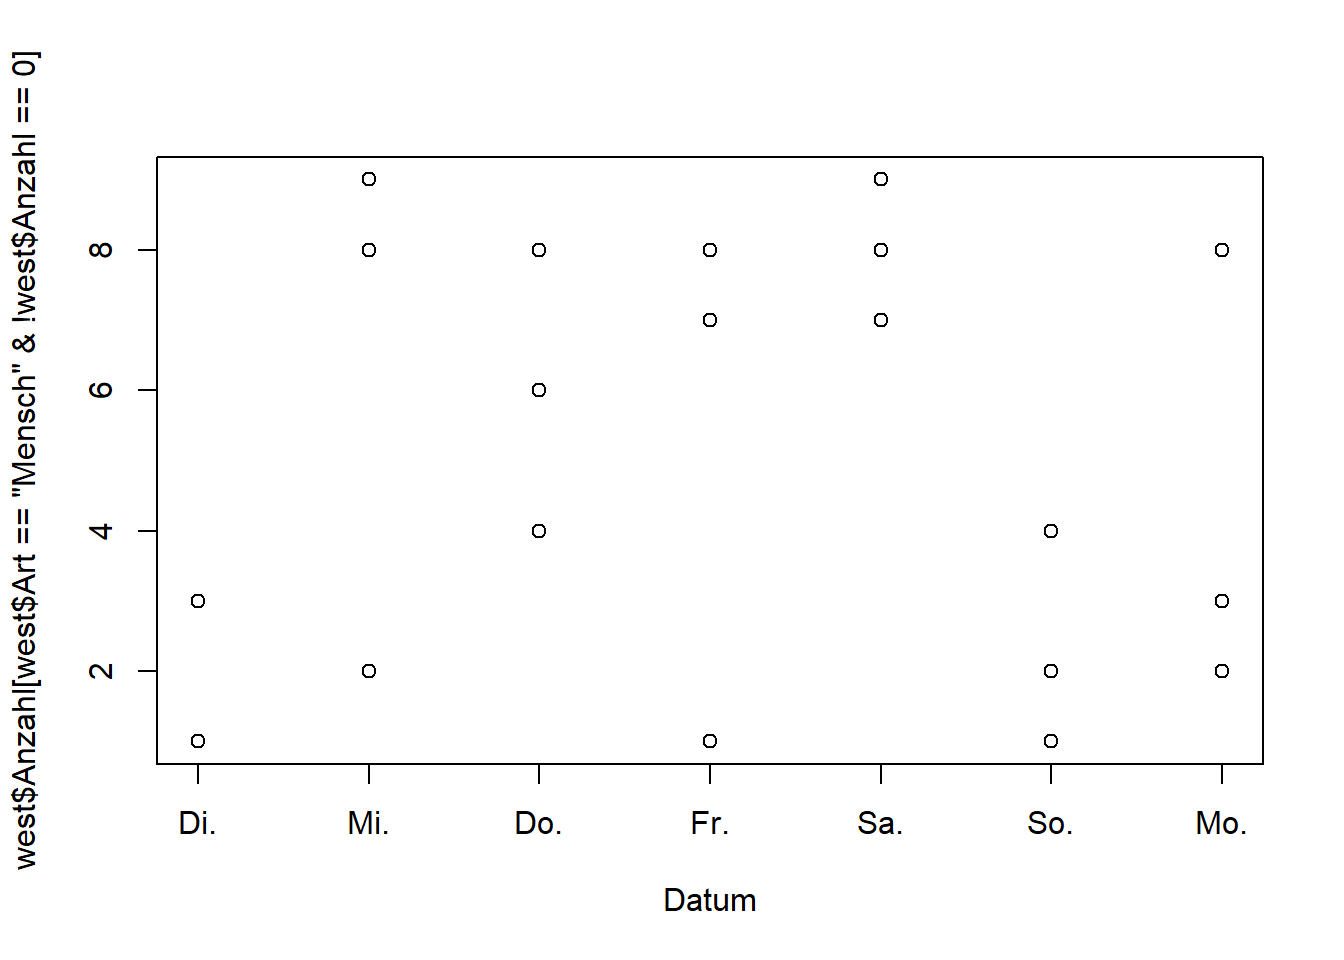 west$Anzahl[west$Art == "Mensch" & !west$Anzahl == 0]
8
6
4
2
Di. Mi. Do. Fr. Sa. So. Mo.
Datum